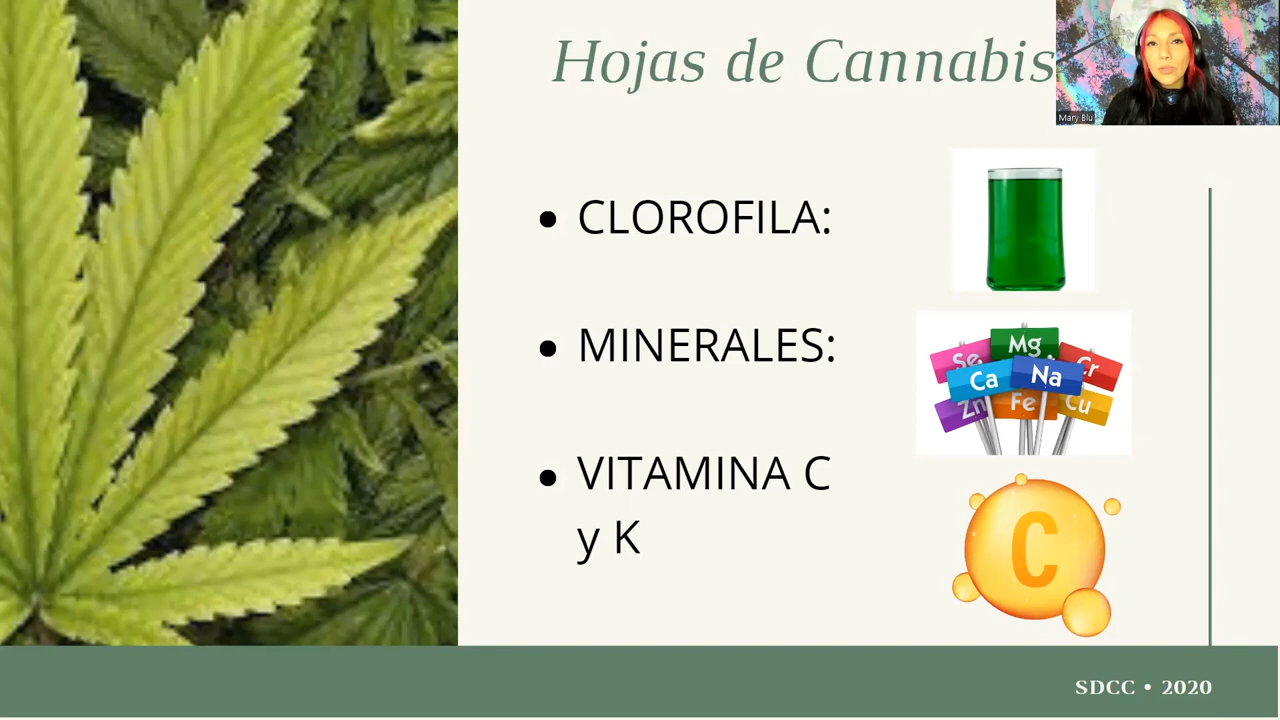 Hojas de Cannabis
Mary Blu
• CLOROFILA:
• MINERALES:
Se Mg Cr
Ca Na
Zn Fe Cu
• VITAMINA C
y K
C
SDCC • 2020